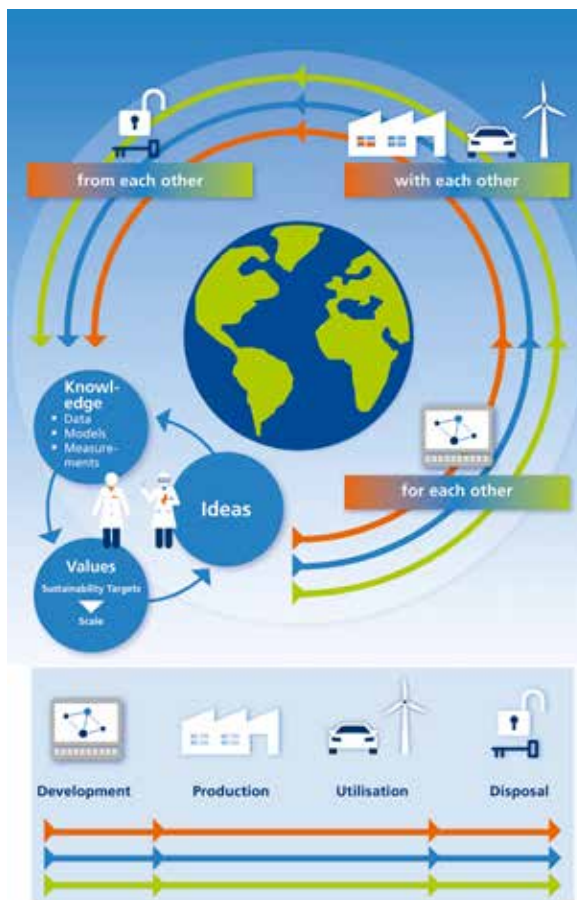 from each other
with each other
for each other
Knowl-
edge
▪ Data
▪ Models
▪ Measure-
ments
Ideas
Values
Sustainability Targets
Scale
Development
Production
Utilisation
Disposal